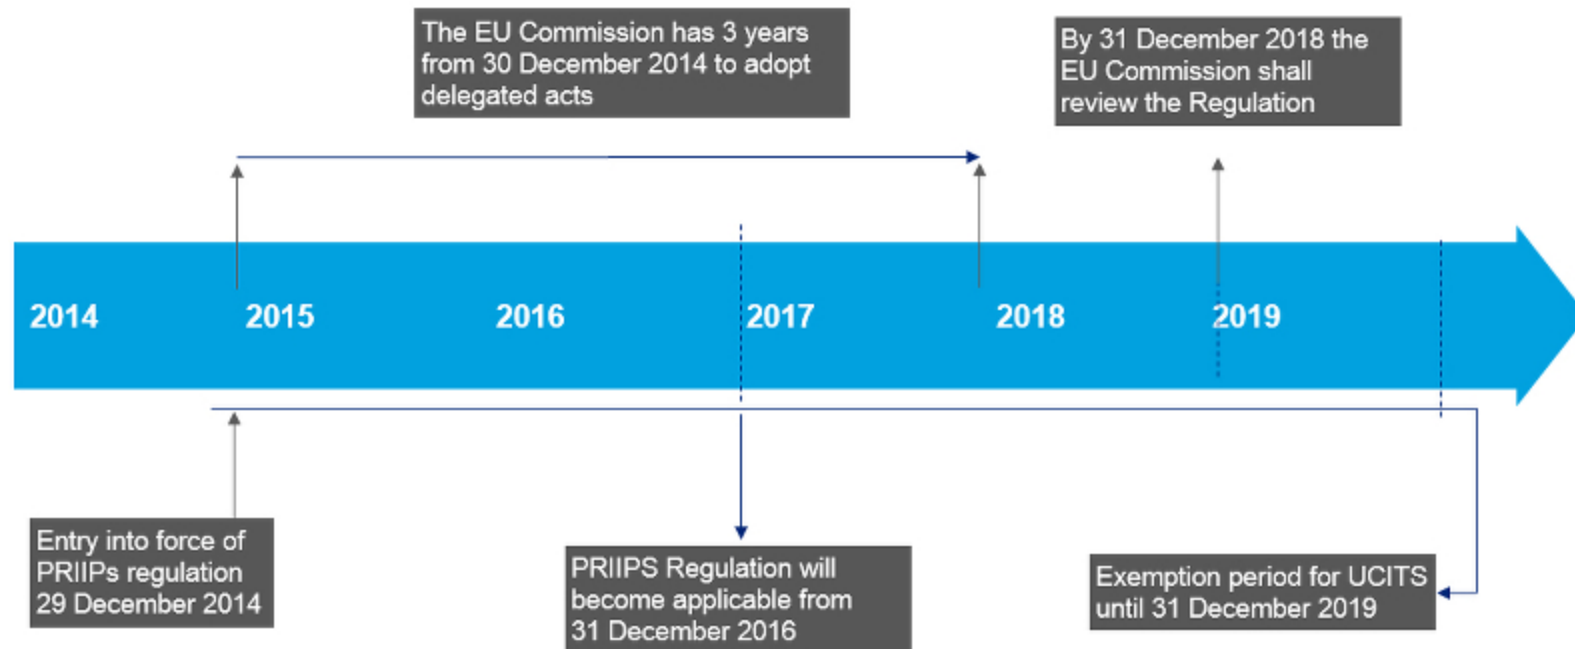 The EU Commission has 3 years
from 30 December 2014 to adopt
delegated acts
By 31 December 2018 the
EU Commission shall
review the Regulation
2014
2015
2016
2017
2018
2019
Entry into force of
PRIIPs regulation
29 December 2014
PRIIPS Regulation will
become applicable from
31 December 2016
Exemption period for UCITS
until 31 December 2019